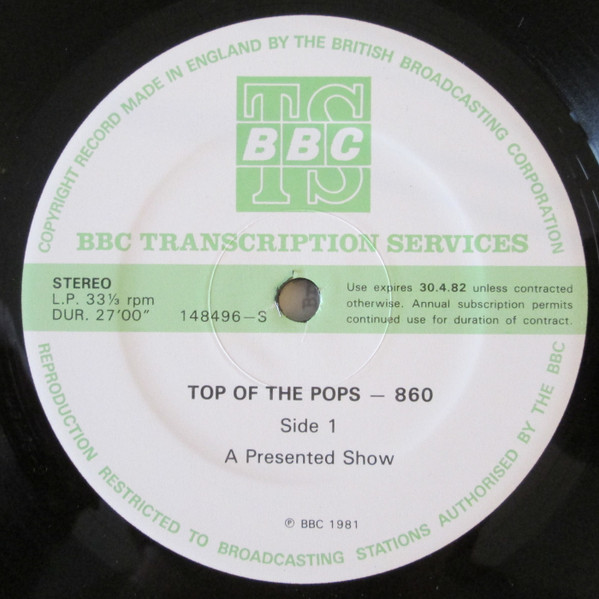 COPYRIGHT RECORD MADE IN ENGLAND BY THE BRITISH BROADCASTING CORPORATION
TS
BBC
BBC TRANSCRIPTION SERVICES
STEREO
L.P. 33⅓ rpm
DUR. 27'00"
148496–S
Use expires 30.4.82 unless contracted
otherwise. Annual subscription permits
continued use for duration of contract.
TOP OF THE POPS – 860
Side 1
A Presented Show
℗ BBC 1981
REPRODUCTION RESTRICTED TO BROADCASTING STATIONS AUTHORISED BY THE BBC